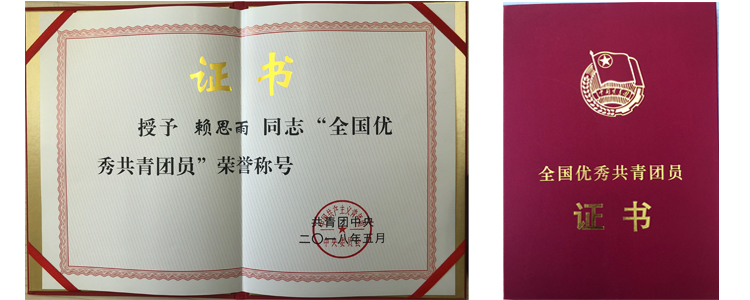 证书
授予 赖思雨 同志“全国优
秀共青团员”荣誉称号
共青团中央
二〇一八年五月
全国优秀共青团员
证书